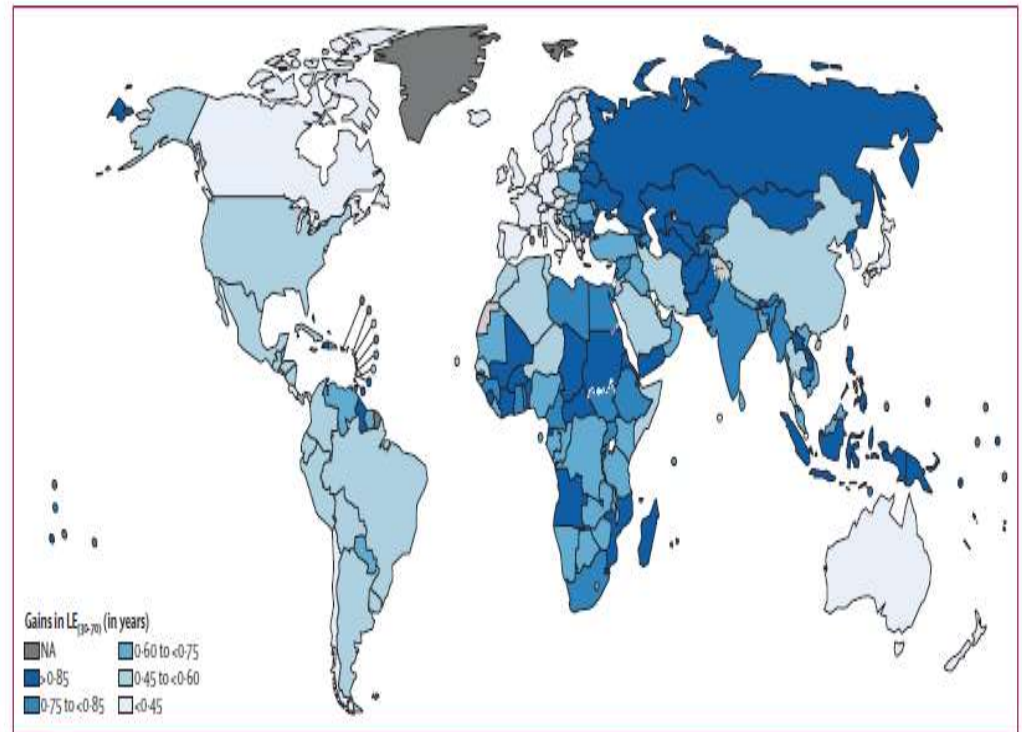 Gains in LE(30-70) (in years)
NA
>0·85
0·75 to <0·85
0·60 to <0·75
0·45 to <0·60
<0·45